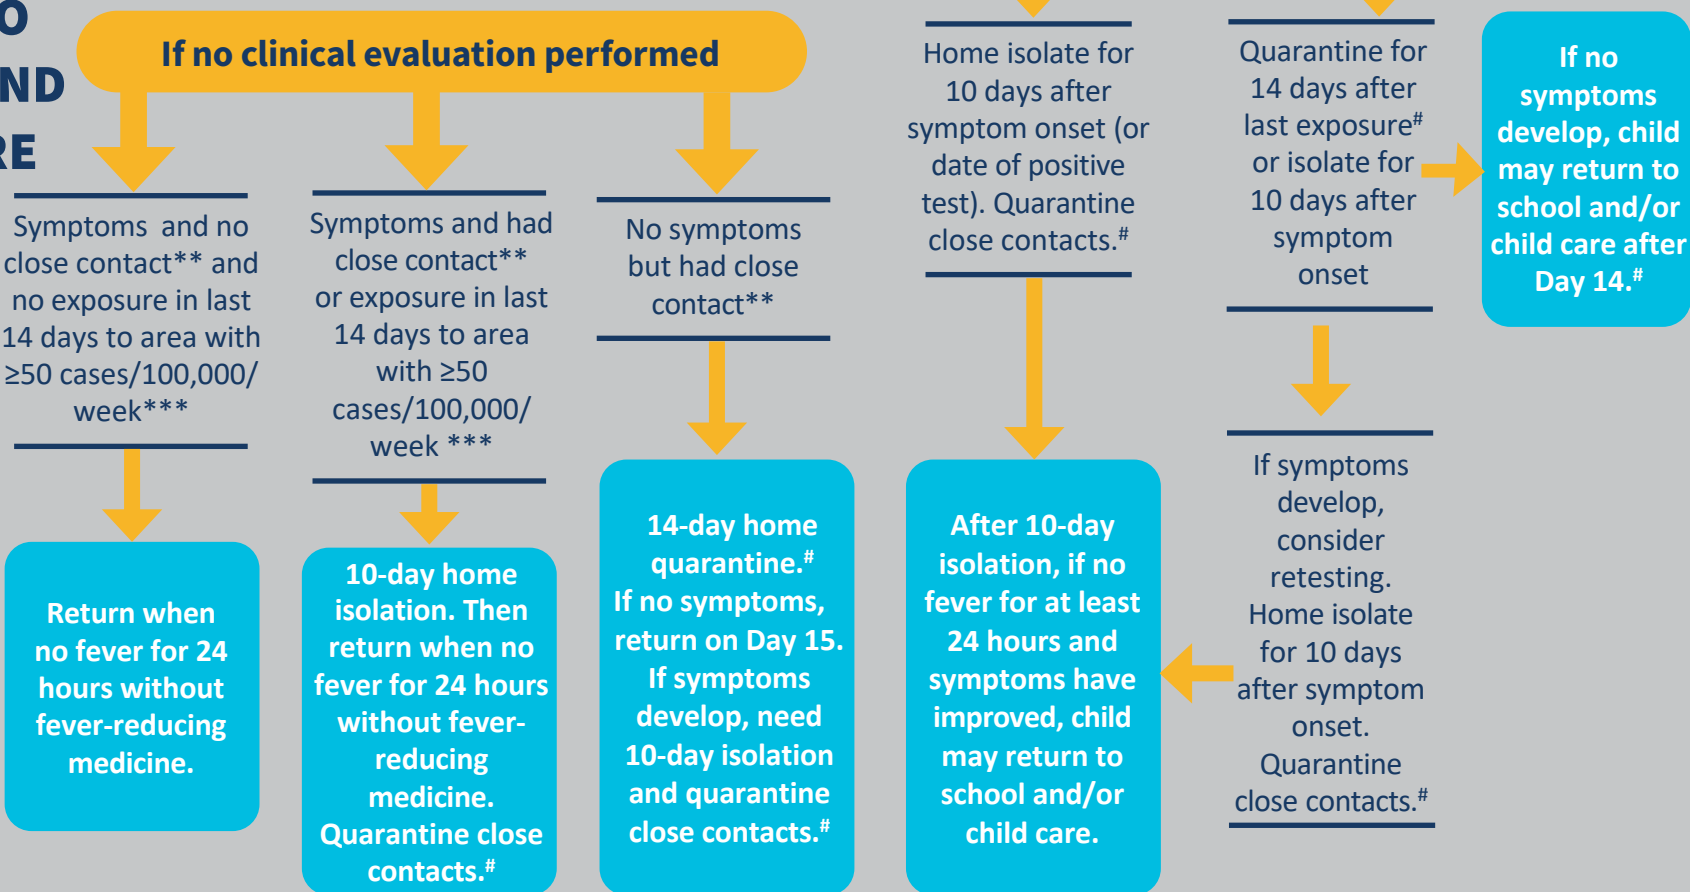 O
ND
RE
If no clinical evaluation performed
Symptoms and no
close contact** and
no exposure in last
14 days to area with
≥50 cases/100,000/
week***
Return when
no fever for 24
hours without
fever-reducing
medicine.
Symptoms and had
close contact**
or exposure in last
14 days to area
with ≥50
cases/100,000/
week ***
10-day home
isolation. Then
return when no
fever for 24 hours
without fever-
reducing
medicine.
Quarantine close
contacts.#
No symptoms
but had close
contact**
14-day home
quarantine.#
If no symptoms,
return on Day 15.
If symptoms
develop, need
10-day isolation
and quarantine
close contacts.#
Home isolate for
10 days after
symptom onset (or
date of positive
test). Quarantine
close contacts.#
After 10-day
isolation, if no
fever for at least
24 hours and
symptoms have
improved, child
may return to
school and/or
child care.
Quarantine for
14 days after
last exposure#
or isolate for
10 days after
symptom
onset
If symptoms
develop,
consider
retesting.
Home isolate
for 10 days
after symptom
onset.
Quarantine
close contacts.#
If no
symptoms
develop, child
may return to
school and/or
child care after
Day 14.#